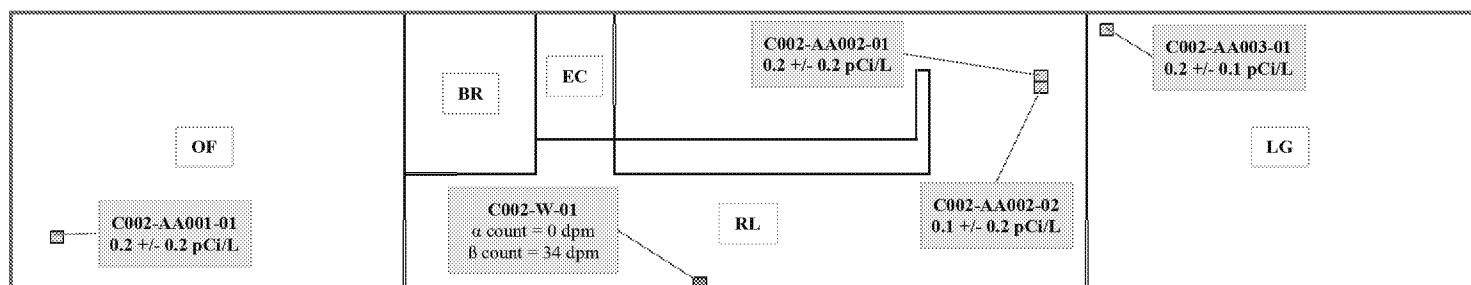 C002-AA002-01
0.2 +/- 0.2 pCi/L
C002-AA003-01
0.2 +/- 0.1 pCi/L
EC
BR
OF
LG
C002-AA001-01
0.2 +/- 0.2 pCi/L
C002-W-01
α count = 0 dpm
ß count = 34 dpm
RL
C002-AA002-02
0.1 +/- 0.2 pCi/L